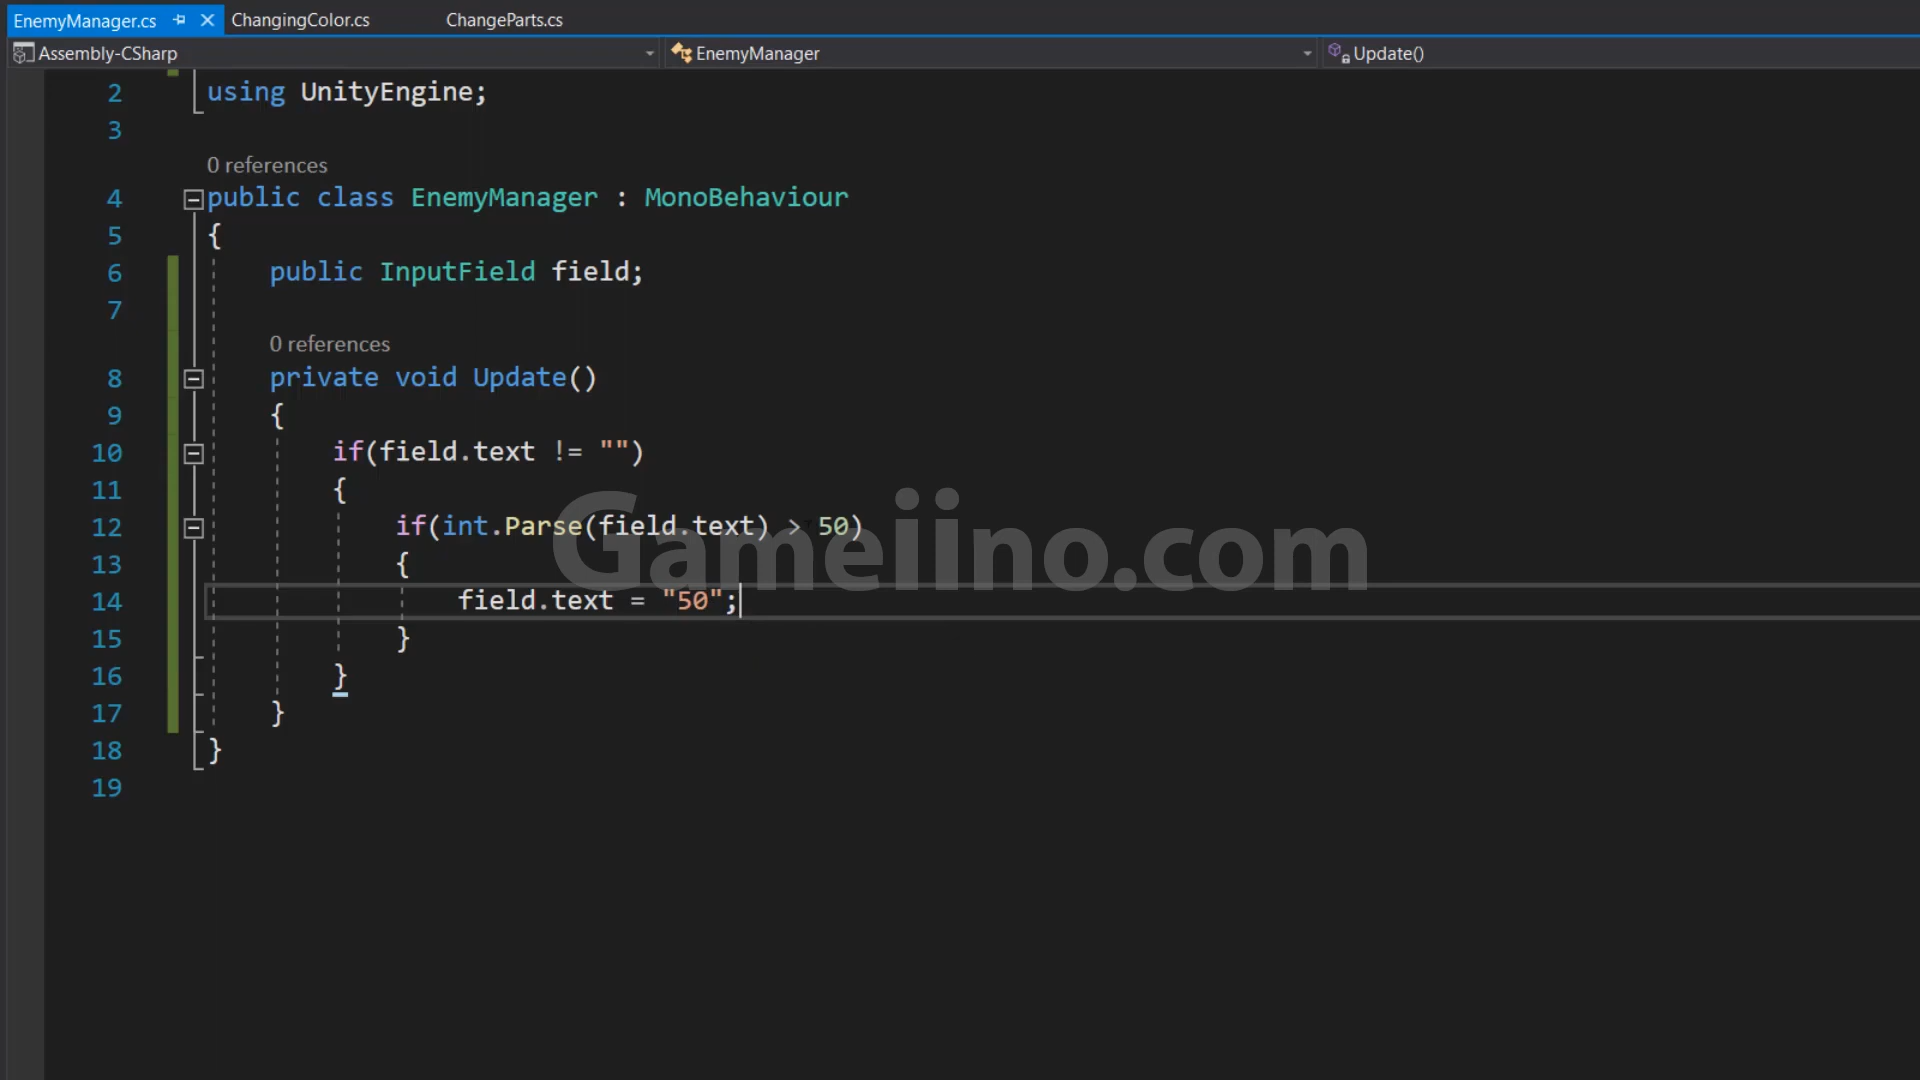 EnemyManager.cs ChangingColor.cs ChangeParts.cs
Assembly-CSharp EnemyManager Update()
2 using UnityEngine;
3
0 references
4 public class EnemyManager : MonoBehaviour
5 {
6 public InputField field;
7
0 references
8 private void Update()
9 {
10 if(field.text != "")
11 {
12 if(int.Parse(field.text) > 50)
13 {
14 field.text = "50";
15 }
16 }
17 }
18 }
19
Gameiino.com